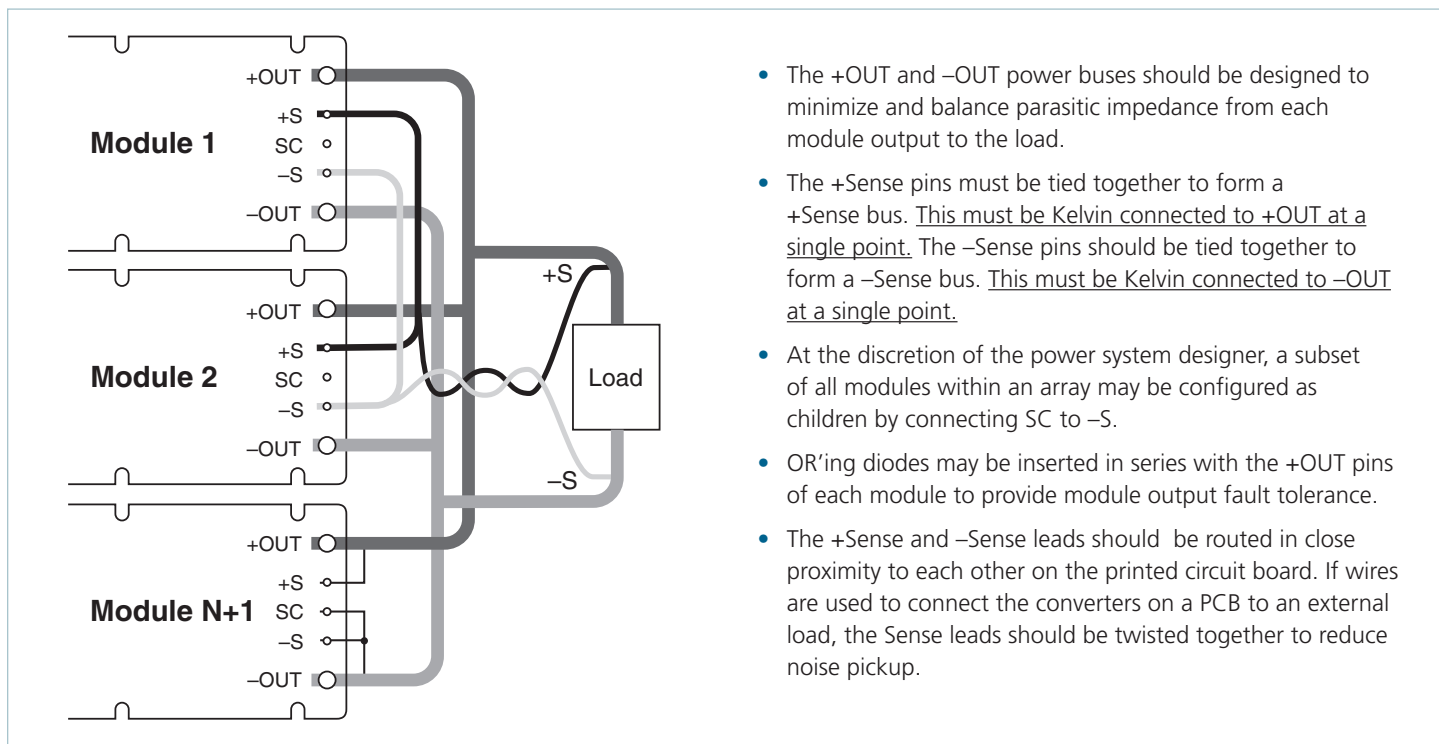 +OUT
+S
Module 1
SC
–S
–OUT
+OUT
+S
Module 2
SC
–S
–OUT
+OUT
+S
Module N+1
SC
–S
–OUT
+S
Load
–S
• The +OUT and –OUT power buses should be designed to
minimize and balance parasitic impedance from each
module output to the load.
• The +Sense pins must be tied together to form a
+Sense bus. This must be Kelvin connected to +OUT at a
single point. The –Sense pins should be tied together to
form a –Sense bus. This must be Kelvin connected to –OUT
at a single point.
• At the discretion of the power system designer, a subset
of all modules within an array may be configured as
children by connecting SC to –S.
• OR’ing diodes may be inserted in series with the +OUT pins
of each module to provide module output fault tolerance.
• The +Sense and –Sense leads should be routed in close
proximity to each other on the printed circuit board. If wires
are used to connect the converters on a PCB to an external
load, the Sense leads should be twisted together to reduce
noise pickup.